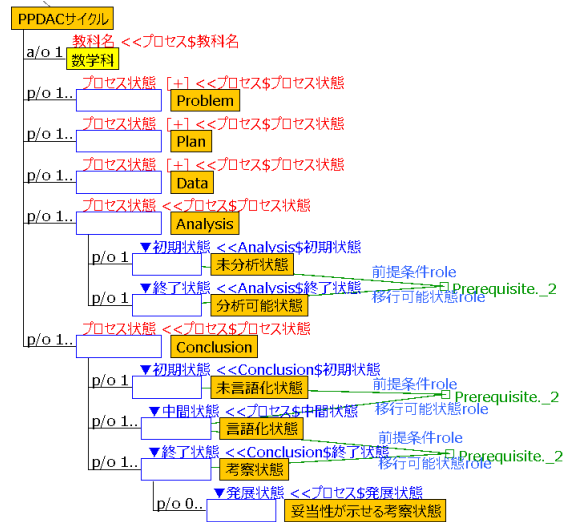 PPDACサイクル
教科名 <<プロセス$教科名
a/o 1 数学科
プロセス状態 [+] <<プロセス$プロセス状態
p/o 1.. Problem
プロセス状態 [+] <<プロセス$プロセス状態
p/o 1.. Plan
プロセス状態 [+] <<プロセス$プロセス状態
p/o 1.. Data
プロセス状態 <<プロセス$プロセス状態
p/o 1.. Analysis
▼初期状態 <<Analysis$初期状態
p/o 1 未分析状態
前提条件role
Prerequisite._2
▼終了状態 <<Analysis$終了状態
移行可能状態role
p/o 1 分析可能状態
プロセス状態 <<プロセス$プロセス状態
p/o 1.. Conclusion
▼初期状態 <<Conclusion$初期状態
p/o 1 未言語化状態
前提条件role
Prerequisite._2
▼中間状態 <<プロセス$中間状態
移行可能状態role
p/o 1.. 言語化状態
前提条件role
▼終了状態 <<Conclusion$終了状態
Prerequisite._2
p/o 1.. 考察状態
移行可能状態role
▼発展状態 <<プロセス$発展状態
p/o 0.. 妥当性が示せる考察状態